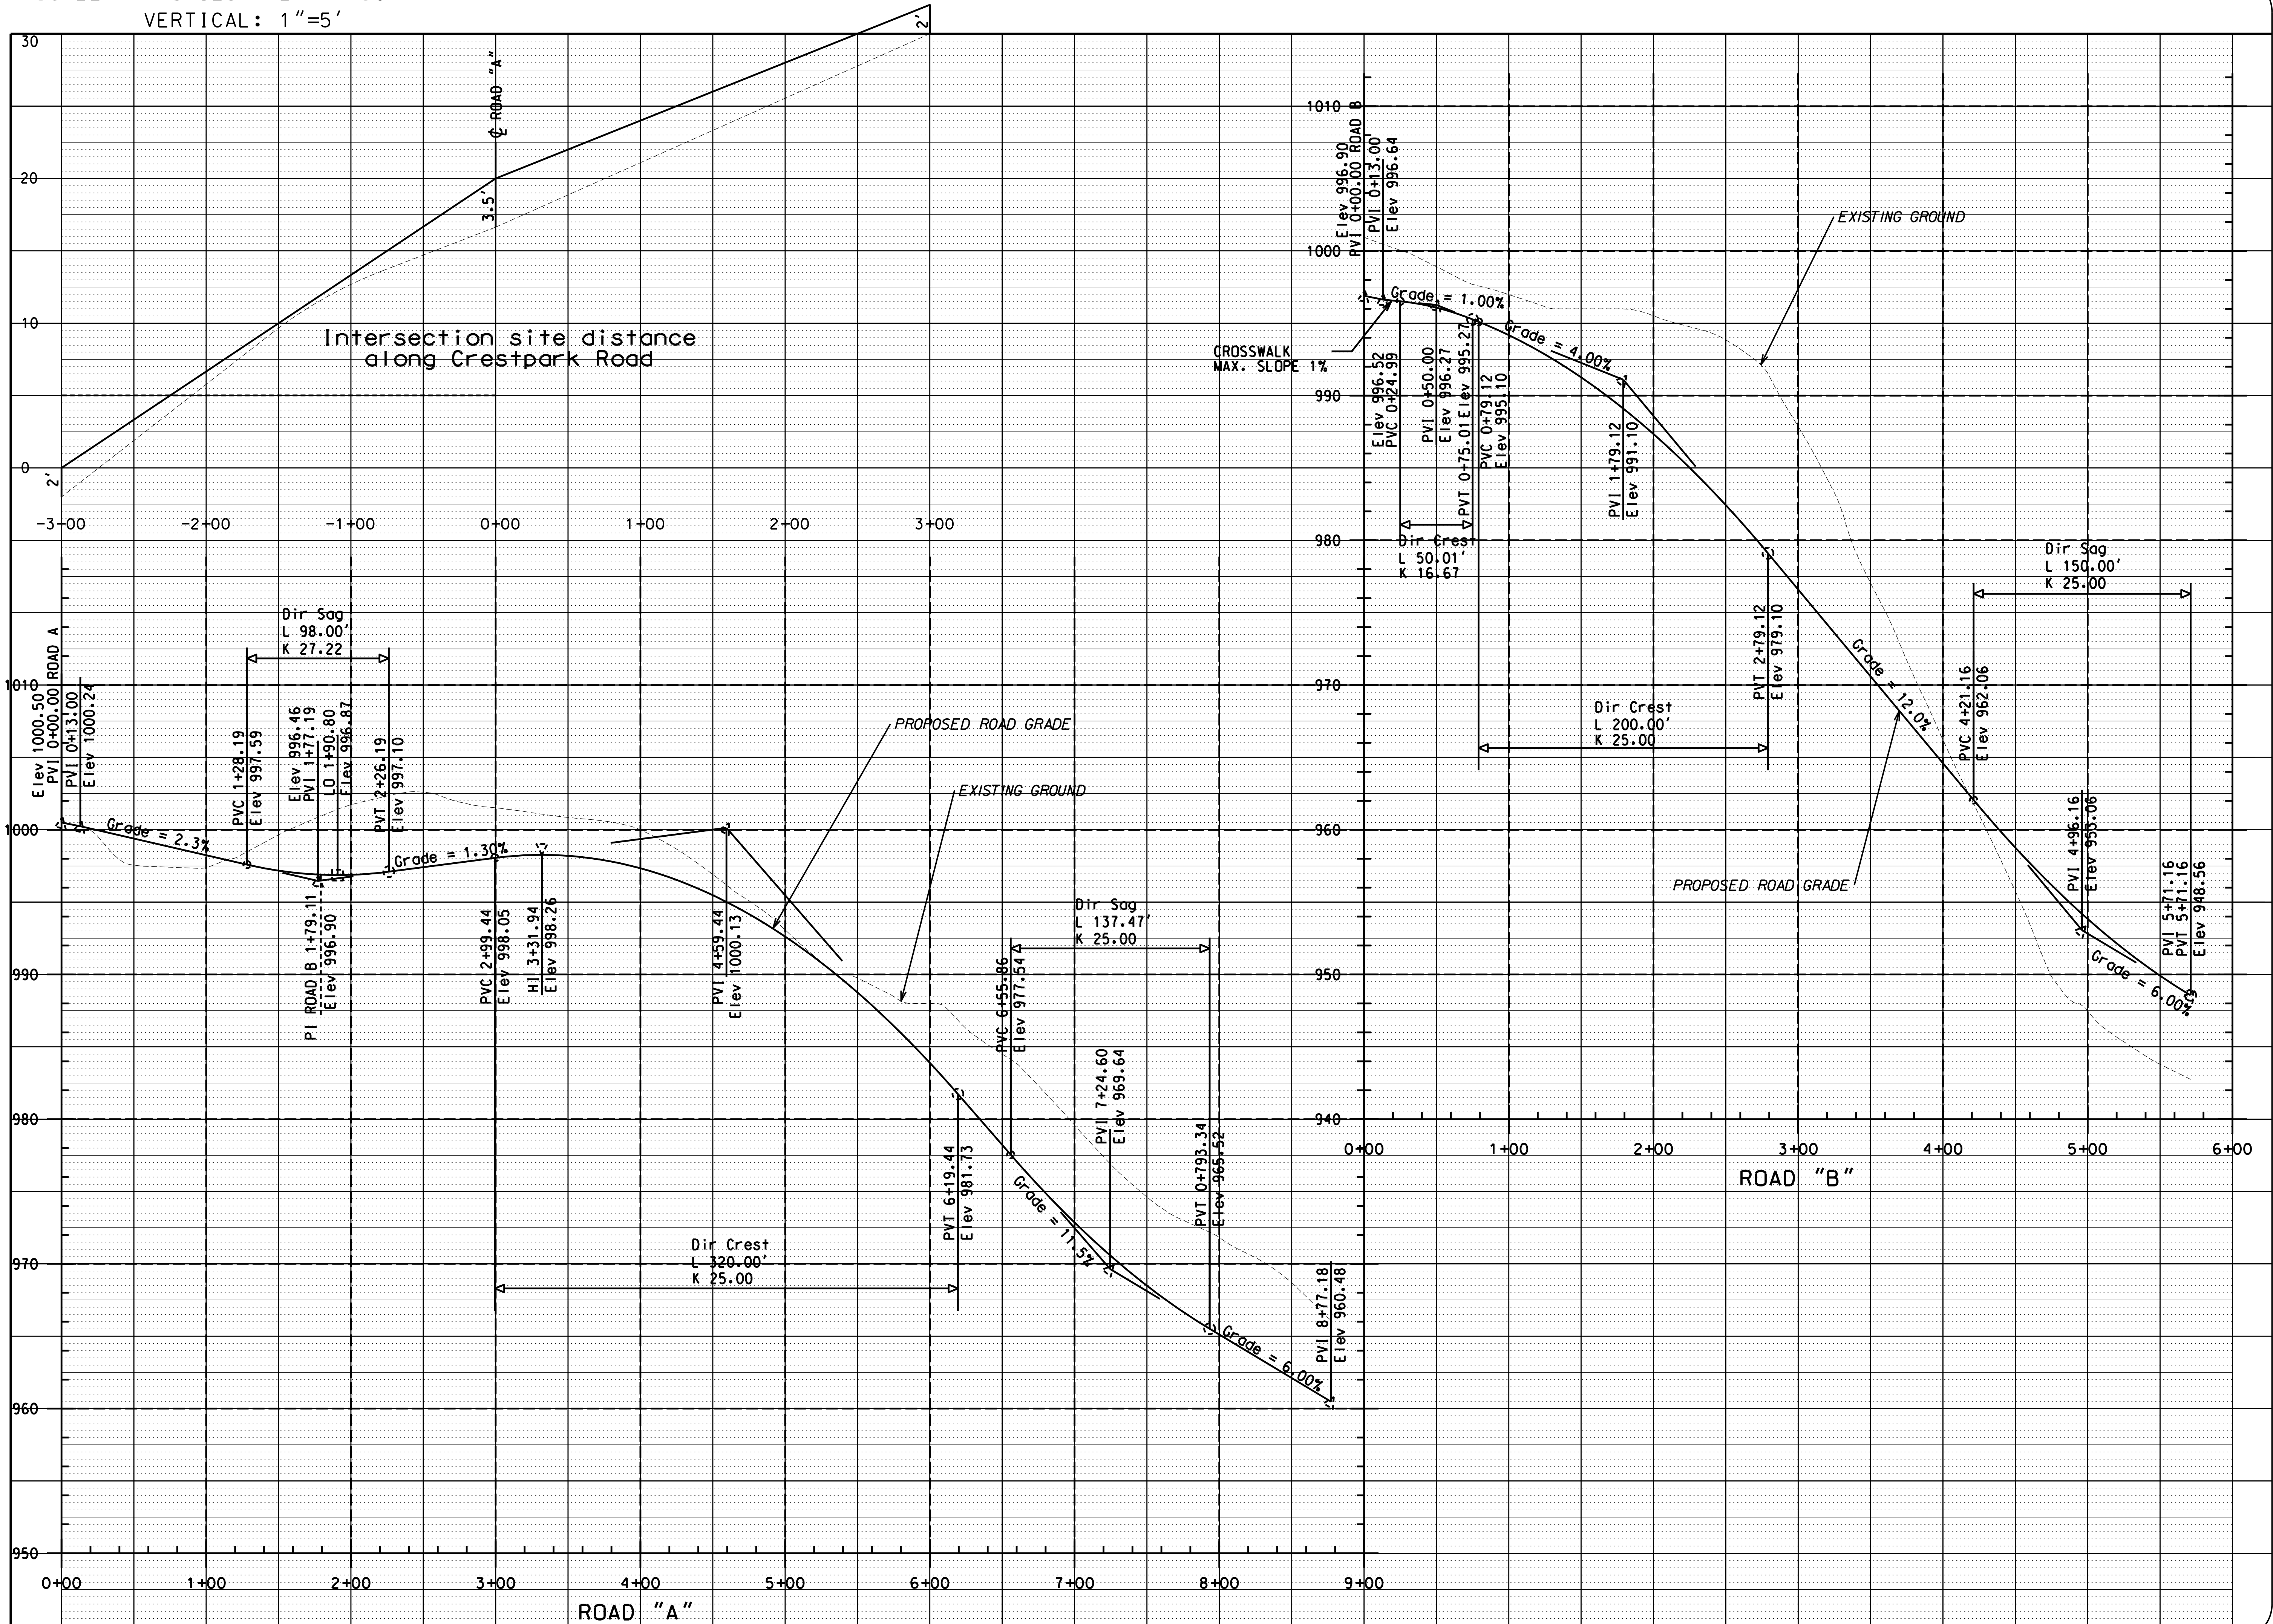 VERTICAL: 1"=5'
30
20
10
0
2'
3.5'
2'
℄ ROAD "A"
Intersection site distance
along Crestpark Road
-3+00
-2+00
-1+00
0+00
1+00
2+00
3+00
Elev 1000.50
PVI 0+00.00 ROAD A
PVI 0+13.00
Elev 1000.24
Grade = 2.3%
Dir Sag
L 98.00'
K 27.22
PVC 1+28.19
Elev 997.59
Elev 996.46
PVI 1+77.19
LO 1+90.80
Elev 996.87
PVT 2+26.19
Elev 997.10
PI ROAD B 1+79.11
Elev 996.90
Grade = 1.30%
PVC 2+99.44
Elev 998.05
HI 3+31.94
Elev 998.26
PVI 4+59.44
Elev 1000.13
PROPOSED ROAD GRADE
EXISTING GROUND
Dir Crest
L 320.00'
K 25.00
PVT 6+19.44
Elev 981.73
Dir Sag
L 137.47'
K 25.00
PVC 6+55.86
Elev 977.54
Grade = 11.5%
PVI 7+24.60
Elev 969.64
PVT 0+793.34
Elev 965.52
Grade = 6.00%
PVI 8+77.18
Elev 960.48
1010
1000
990
980
970
960
950
0+00
1+00
2+00
3+00
4+00
5+00
6+00
7+00
8+00
9+00
ROAD "A"
1010
1000
990
980
970
960
950
940
Elev 996.90
PVI 0+00.00 ROAD B
PVI 0+13.00
Elev 996.64
Grade = 1.00%
CROSSWALK
MAX. SLOPE 1%
Elev 996.52
PVC 0+24.99
PVI 0+50.00
Elev 996.27
PVT 0+75.01 Elev 995.27
PVC 0+79.12
Elev 995.10
Dir Crest
L 50.01'
K 16.67
Grade = 4.00%
PVI 1+79.12
Elev 991.10
EXISTING GROUND
Dir Crest
L 200.00'
K 25.00
PVT 2+79.12
Elev 979.10
Grade = 12.0%
PROPOSED ROAD GRADE
Dir Sag
L 150.00'
K 25.00
PVC 4+21.16
Elev 962.06
PVI 4+96.16
Elev 953.06
Grade = 6.00%
PVI 5+71.16
PVT 5+71.16
Elev 948.56
0+00
1+00
2+00
3+00
4+00
5+00
6+00
ROAD "B"